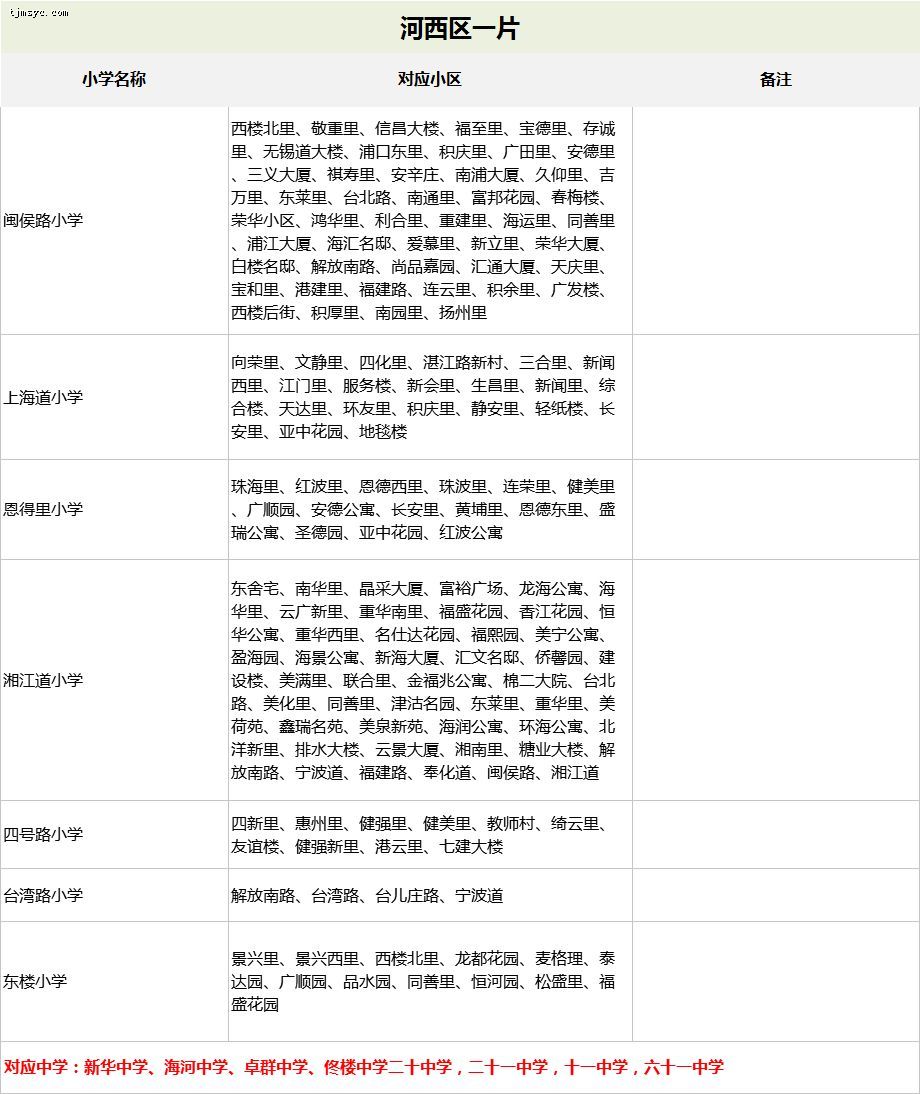 tjmsyc.com
河西区一片
小学名称
对应小区
备注
闽侯路小学
西楼北里、敬重里、信昌大楼、福至里、宝德里、存诚
里、无锡道大楼、浦口东里、积庆里、广田里、安德里
、三义大厦、祺寿里、安辛庄、南浦大厦、久仰里、吉
万里、东莱里、台北路、南通里、富邦花园、春梅楼、
荣华小区、鸿华里、利合里、重建里、海运里、同善里
、浦江大厦、海汇名邸、爱慕里、新立里、荣华大厦、
白楼名邸、解放南路、尚品嘉园、汇通大厦、天庆里、
宝和里、港建里、福建路、连云里、积余里、广发楼、
西楼后街、积厚里、南园里、扬州里
上海道小学
向荣里、文静里、四化里、湛江路新村、三合里、新闻
西里、江门里、服务楼、新会里、生昌里、新闻里、综
合楼、天达里、环友里、积庆里、静安里、轻纸楼、长
安里、亚中花园、地毯楼
恩得里小学
珠海里、红波里、恩德西里、珠波里、连荣里、健美里
、广顺园、安德公寓、长安里、黄埔里、恩德东里、盛
瑞公寓、圣德园、亚中花园、红波公寓
湘江道小学
东舍宅、南华里、晶采大厦、富裕广场、龙海公寓、海
华里、云广新里、重华南里、福盛花园、香江花园、恒
华公寓、重华西里、名仕达花园、福熙园、美宁公寓、
盈海园、海景公寓、新海大厦、汇文名邸、侨馨园、建
设楼、美满里、联合里、金福兆公寓、棉二大院、台北
路、美化里、同善里、津沽名园、东莱里、重华里、美
荷苑、鑫瑞名苑、美泉新苑、海润公寓、环海公寓、北
洋新里、排水大楼、云景大厦、湘南里、糖业大楼、解
放南路、宁波道、福建路、奉化道、闽侯路、湘江道
四号路小学
四新里、惠州里、健强里、健美里、教师村、绮云里、
友谊楼、健强新里、港云里、七建大楼
台湾路小学
解放南路、台湾路、台儿庄路、宁波道
东楼小学
景兴里、景兴西里、西楼北里、龙都花园、麦格理、泰
达园、广顺园、品水园、同善里、恒河园、松盛里、福
盛花园
对应中学：新华中学、海河中学、卓群中学、佟楼中学二十中学，二十一中学，十一中学，六十一中学